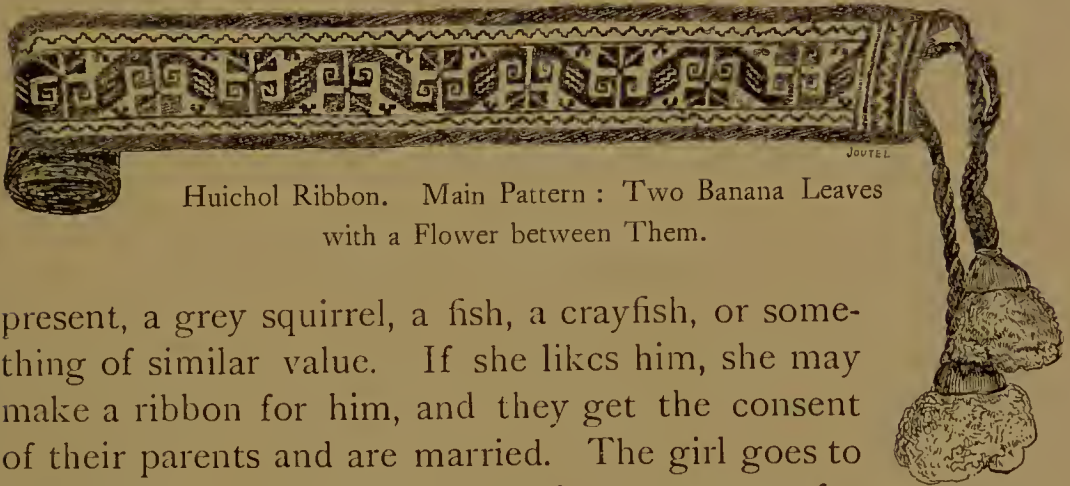 JOUTEL
Huichol Ribbon. Main Pattern : Two Banana Leaves
with a Flower between Them.
present, a grey squirrel, a fish, a crayfish, or some-
thing of similar value. If she likes him, she may
make a ribbon for him, and they get the consent
of their parents and are married. The girl goes to